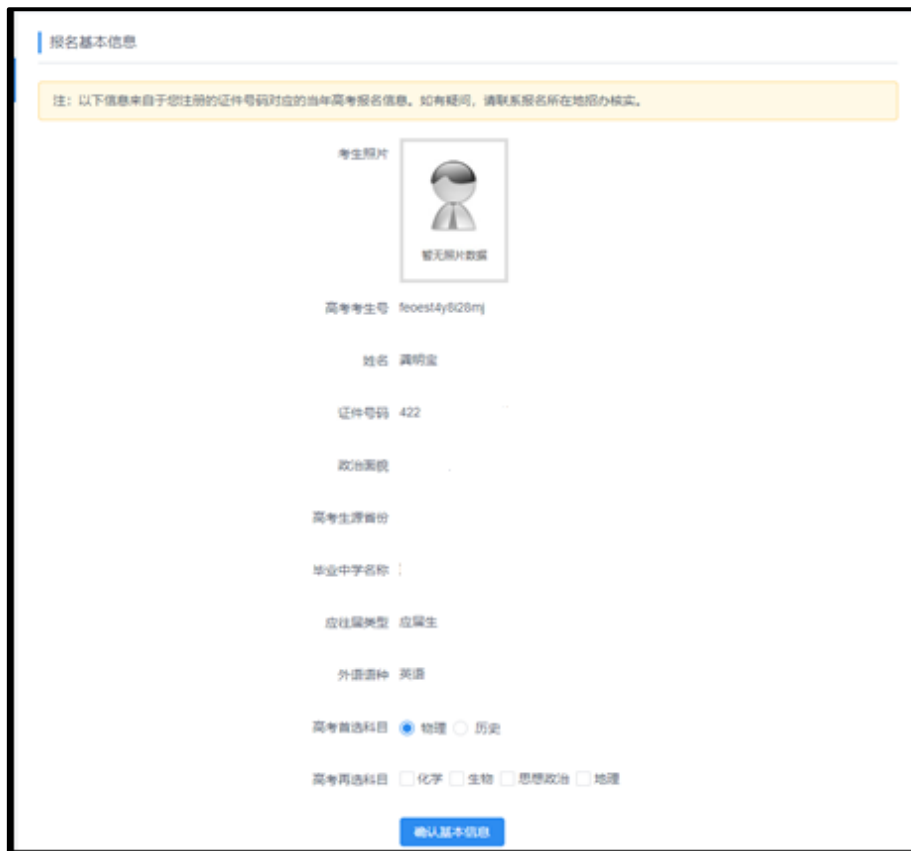 报名基本信息
注：以下信息来自于您注册的证件号码对应的当年高考报名信息。如有疑问，请联系报名所在地招办核实。
考生照片
暂无照片数据
高考考生号 feoest4y8i28mj
姓名 龚明宝
证件号码 422
政治面貌
高考生源省份
毕业中学名称
应往届类型 应届生
外语语种 英语
高考首选科目 物理 历史
高考再选科目 化学 生物 思想政治 地理
确认基本信息